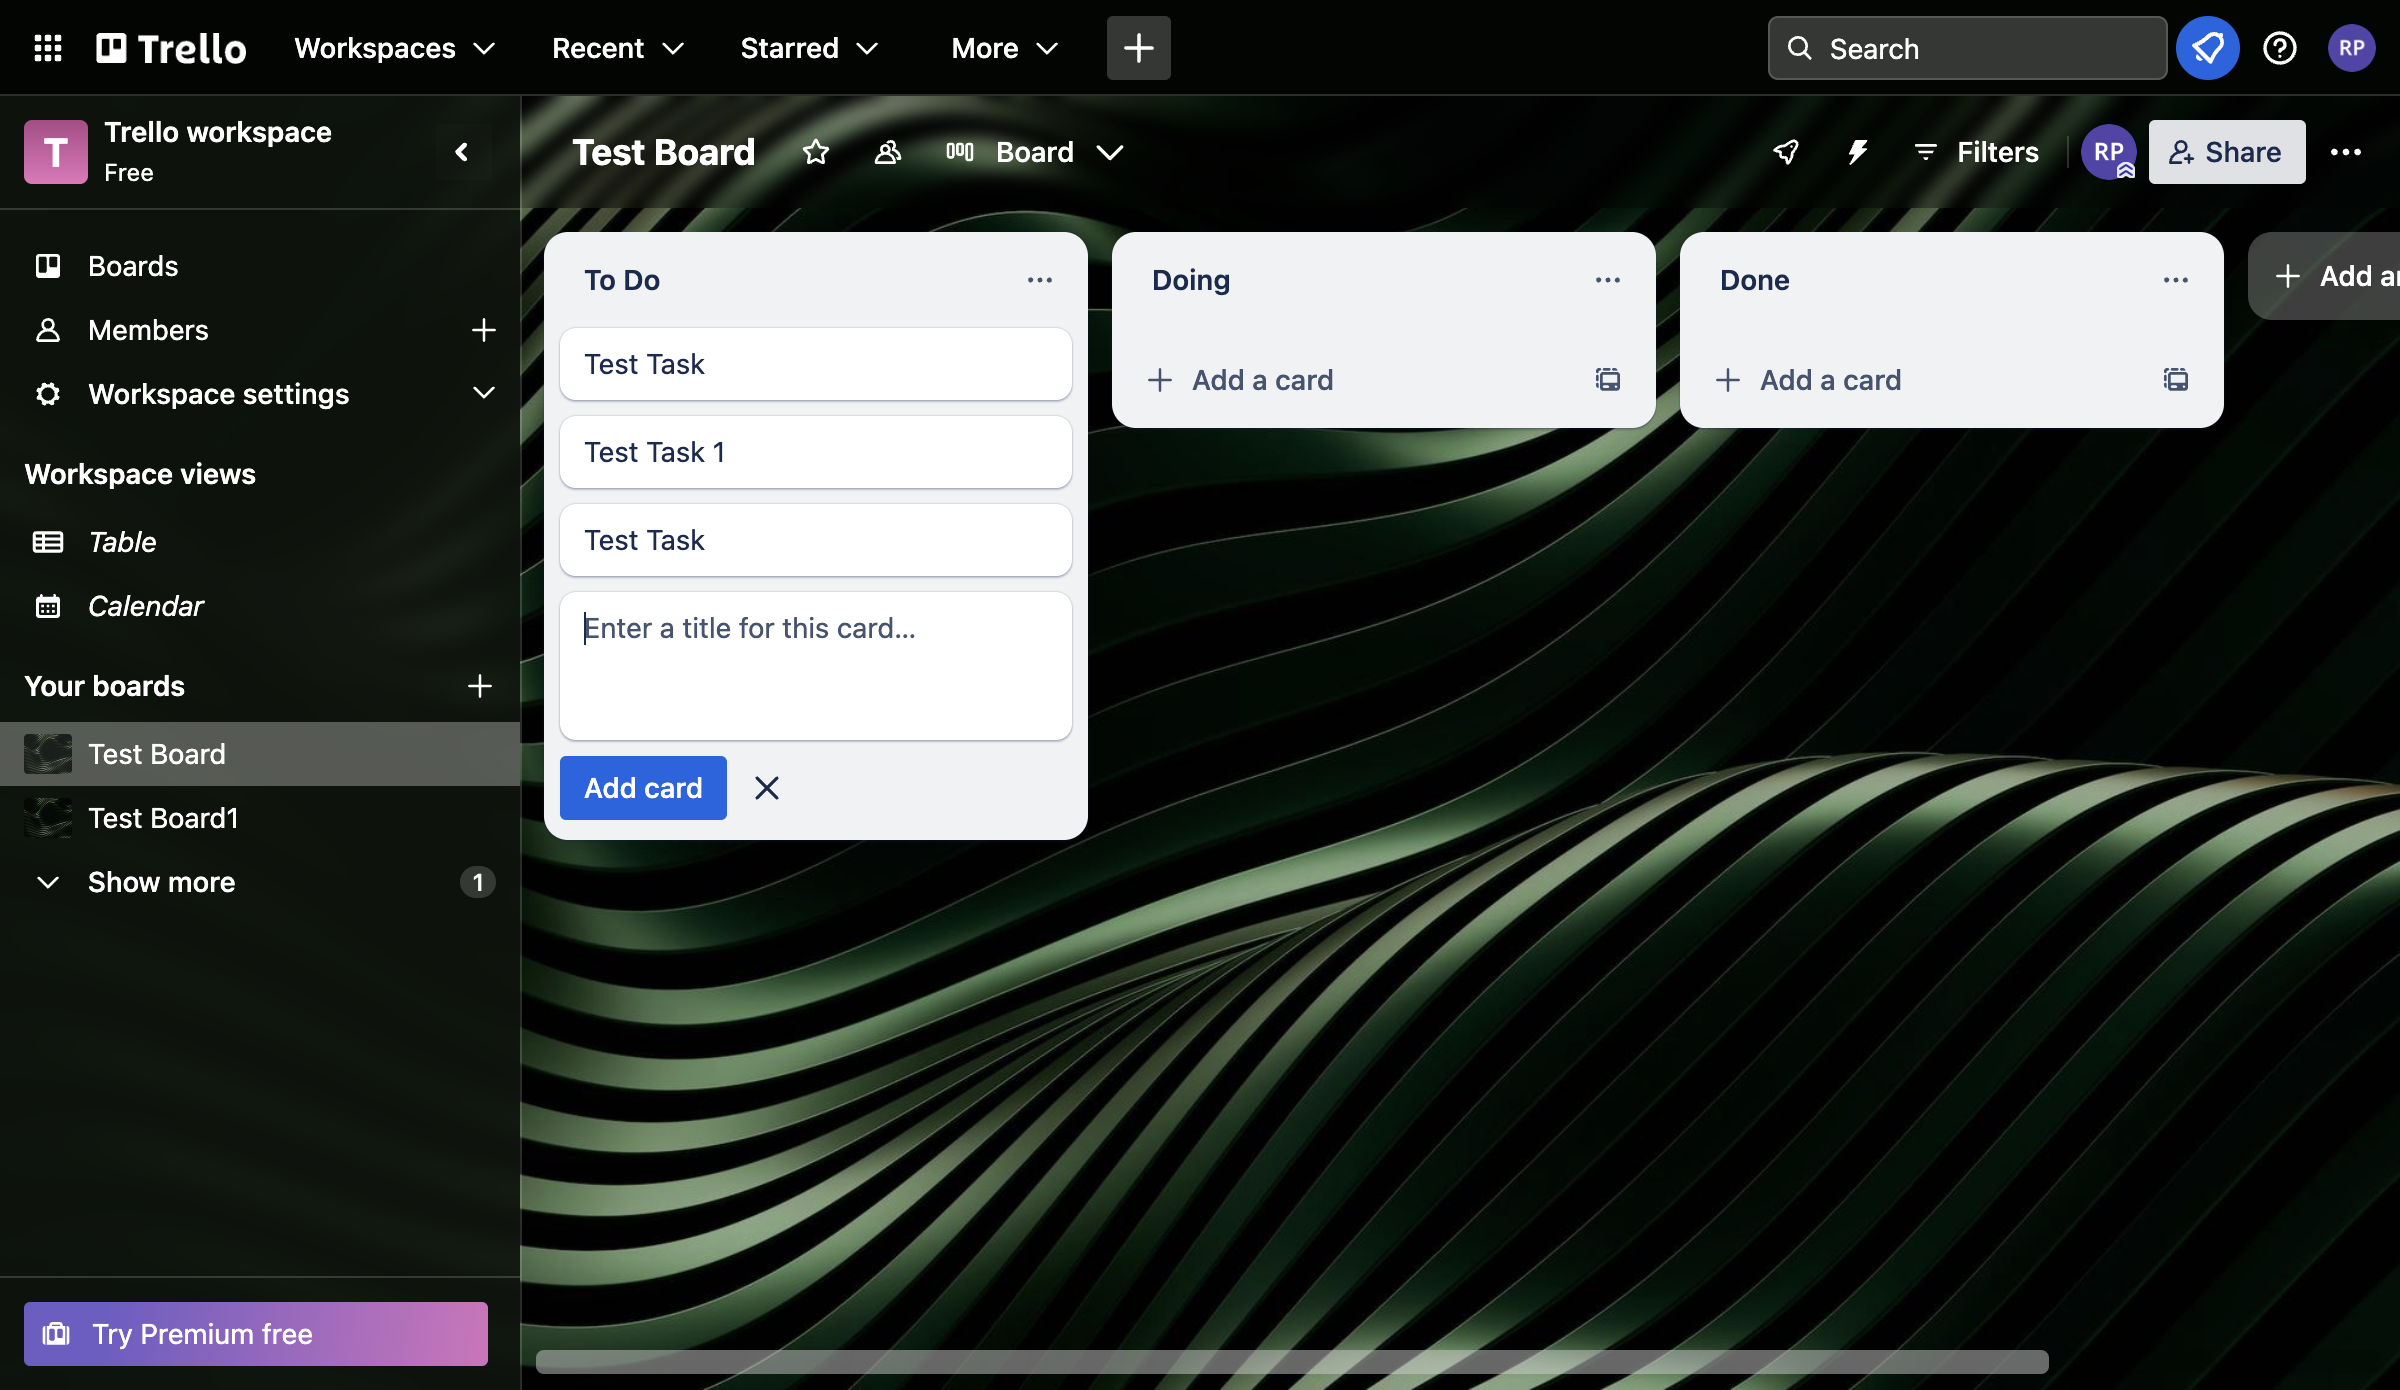 Trello
Workspaces
Recent
Starred
More
Search
RP
T
Trello workspace
Free
Test Board
Board
Filters
RP
Share
Boards
Members
Workspace settings
Workspace views
Table
Calendar
Your boards
Test Board
Test Board1
Show more
1
Try Premium free
To Do
Test Task
Test Task 1
Test Task
Enter a title for this card...
Add card
Doing
Add a card
Done
Add a card
Add